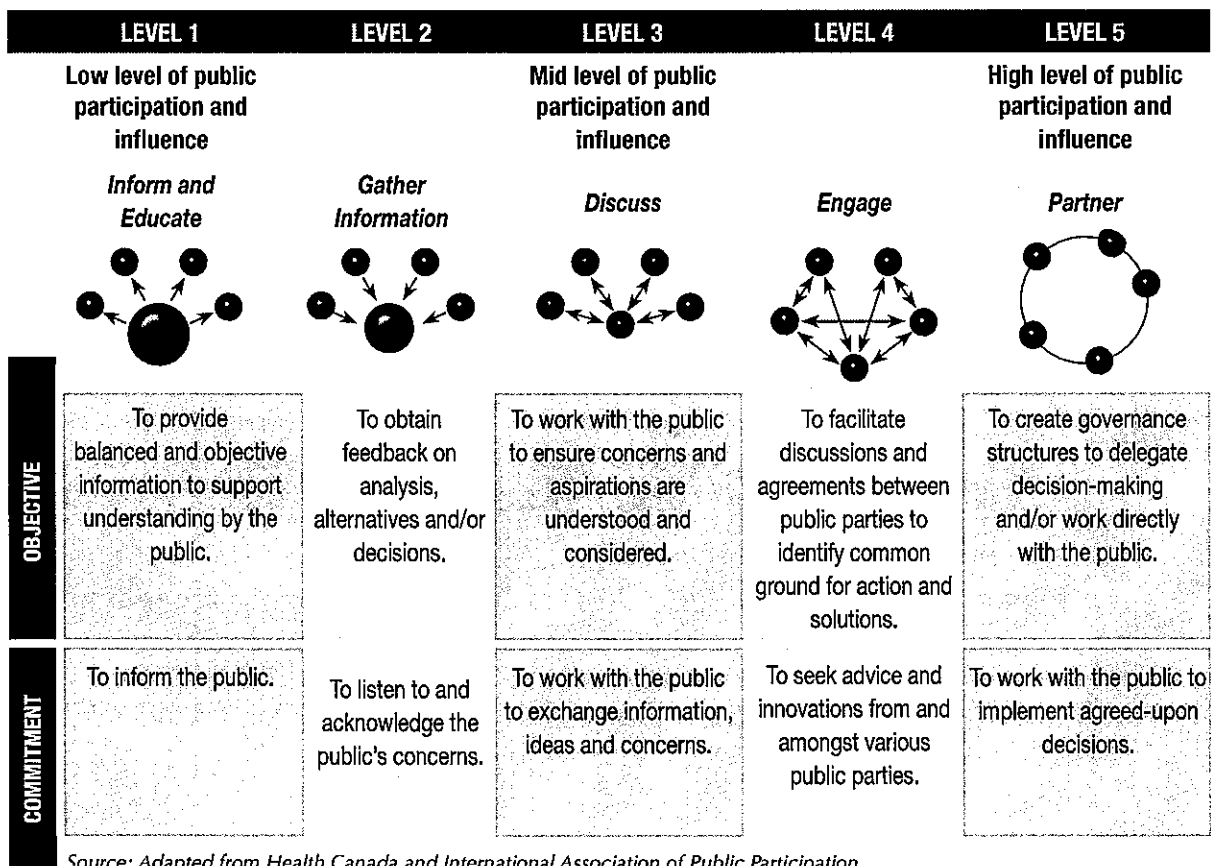 LEVEL 1
LEVEL 2
LEVEL 3
LEVEL 4
LEVEL 5
Low level of public
participation and
influence
Mid level of public
participation and
influence
High level of public
participation and
influence
Inform and
Educate
Gather
Information
Discuss
Engage
Partner
OBJECTIVE
To provide
balanced and objective
information to support
understanding by the
public.
To obtain
feedback on
analysis,
alternatives and/or
decisions.
To work with the public
to ensure concerns and
aspirations are
understood and
considered.
To facilitate
discussions and
agreements between
public parties to
identify common
ground for action and
solutions.
To create governance
structures to delegate
decision-making
and/or work directly
with the public.
COMMITMENT
To inform the public.
To listen to and
acknowledge the
public's concerns.
To work with the public
to exchange information,
ideas and concerns.
To seek advice and
innovations from and
amongst various
public parties.
To work with the public to
implement agreed-upon
decisions.
Source: Adapted from Health Canada and International Association of Public Participation